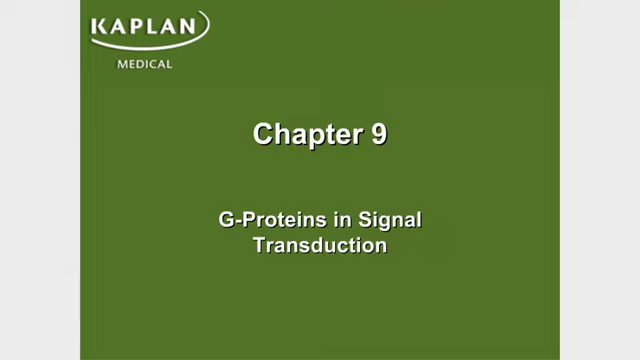 KAPLAN
MEDICAL
Chapter 9
G-Proteins in Signal
Transduction